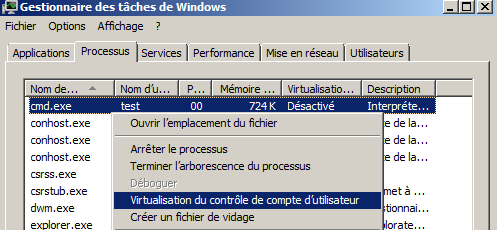 Gestionnaire des tâches de Windows
Fichier Options Affichage ?
Applications Processus Services Performance Mise en réseau Utilisateurs
Nom de... Nom d'u... P... Mémoire ... Virtualisatio... Description
cmd.exe test 00 724 K Désactivé Interpréte...
conhost.exe
Ouvrir l'emplacement du fichier
conhost.exe
conhost.exe
Arrêter le processus
csrss.exe
Terminer l'arborescence du processus
csrstub.exe
Déboguer
dwm.exe
Virtualisation du contrôle de compte d'utilisateur
explorer.exe
Créer un fichier de vidage